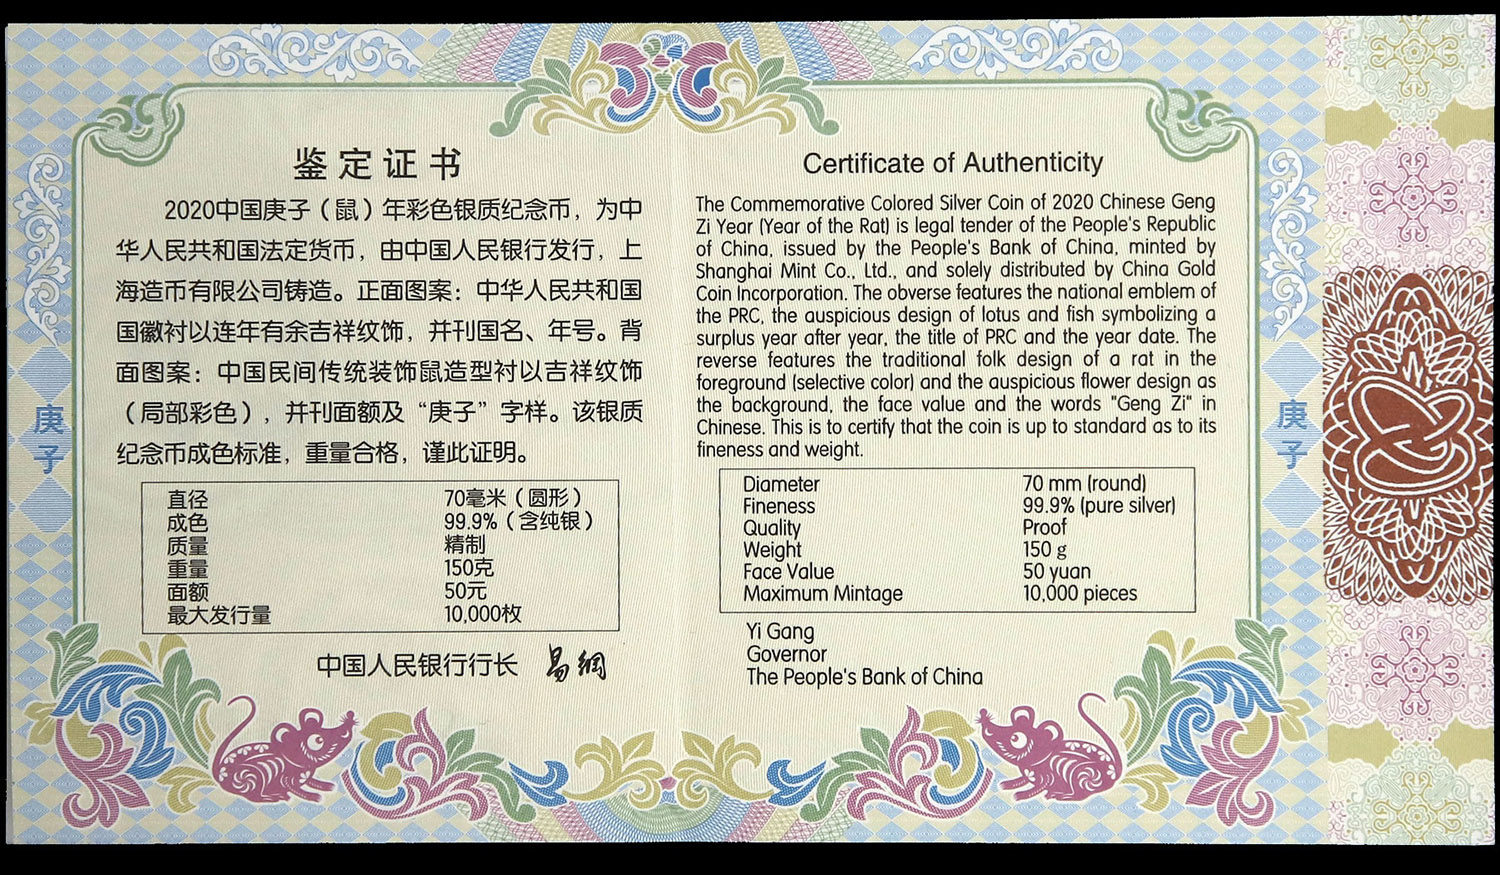 鉴定证书
2020中国庚子（鼠）年彩色银质纪念币，为中
华人民共和国法定货币，由中国人民银行发行，上
海造币有限公司铸造。正面图案：中华人民共和国
国徽衬以连年有余吉祥纹饰，并刊国名、年号。背
面图案：中国民间传统装饰鼠造型衬以吉祥纹饰
（局部彩色），并刊面额及“庚子”字样。该银质
纪念币成色标准，重量合格，谨此证明。
直径 70毫米（圆形）
成色 99.9%（含纯银）
质量 精制
重量 150克
面额 50元
最大发行量 10,000枚
中国人民银行行长 易纲
庚子
Certificate of Authenticity
The Commemorative Colored Silver Coin of 2020 Chinese Geng
Zi Year (Year of the Rat) is legal tender of the People's Republic
of China, issued by the People's Bank of China, minted by
Shanghai Mint Co., Ltd., and solely distributed by China Gold
Coin Incorporation. The obverse features the national emblem of
the PRC, the auspicious design of lotus and fish symbolizing a
surplus year after year, the title of PRC and the year date. The
reverse features the traditional folk design of a rat in the
foreground (selective color) and the auspicious flower design as
the background, the face value and the words "Geng Zi" in
Chinese. This is to certify that the coin is up to standard as to its
fineness and weight.
Diameter 70 mm (round)
Fineness 99.9% (pure silver)
Quality Proof
Weight 150 g
Face Value 50 yuan
Maximum Mintage 10,000 pieces
Yi Gang
Governor
The People's Bank of China
庚子